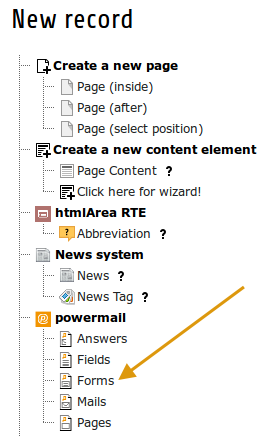 New record
Create a new page
Page (inside)
Page (after)
Page (select position)
Create a new content element
Page Content ?
Click here for wizard!
htmlArea RTE
Abbreviation ?
News system
News ?
News Tag ?
powermail
Answers
Fields
Forms
Mails
Pages